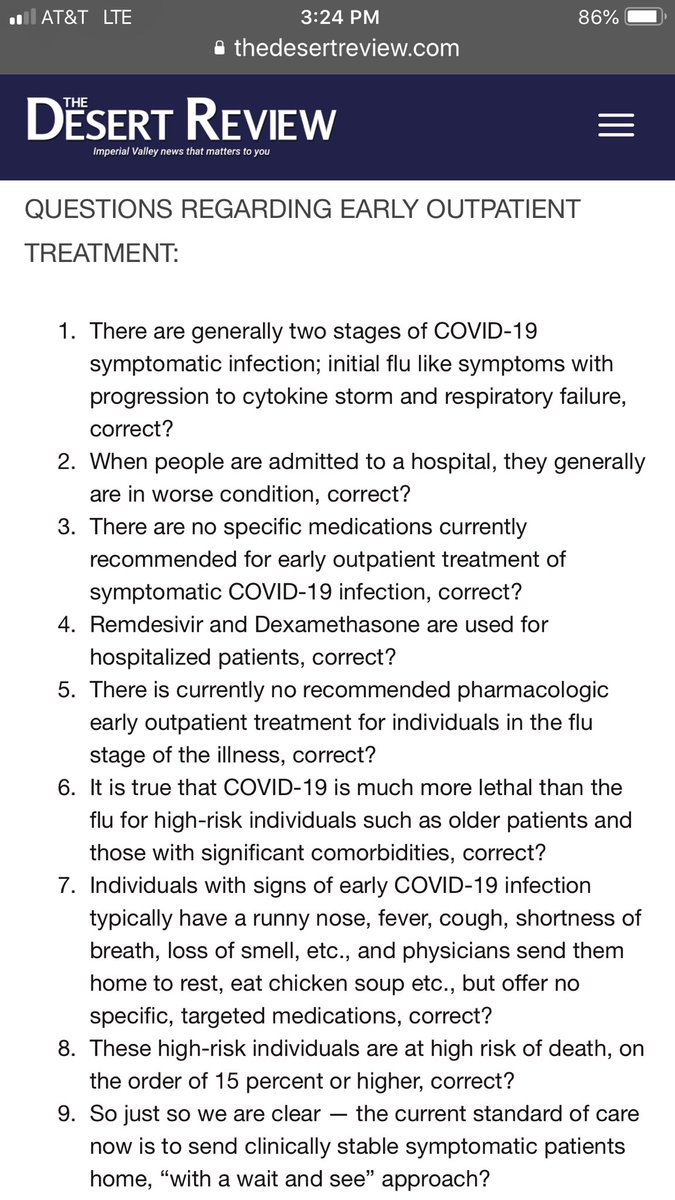 AT&T LTE 3:24 PM 86%
thedesertreview.com
THE DESERT REVIEW
Imperial Valley news that matters to you
QUESTIONS REGARDING EARLY OUTPATIENT
TREATMENT:
1. There are generally two stages of COVID-19
symptomatic infection; initial flu like symptoms with
progression to cytokine storm and respiratory failure,
correct?
2. When people are admitted to a hospital, they generally
are in worse condition, correct?
3. There are no specific medications currently
recommended for early outpatient treatment of
symptomatic COVID-19 infection, correct?
4. Remdesivir and Dexamethasone are used for
hospitalized patients, correct?
5. There is currently no recommended pharmacologic
early outpatient treatment for individuals in the flu
stage of the illness, correct?
6. It is true that COVID-19 is much more lethal than the
flu for high-risk individuals such as older patients and
those with significant comorbidities, correct?
7. Individuals with signs of early COVID-19 infection
typically have a runny nose, fever, cough, shortness of
breath, loss of smell, etc., and physicians send them
home to rest, eat chicken soup etc., but offer no
specific, targeted medications, correct?
8. These high-risk individuals are at high risk of death, on
the order of 15 percent or higher, correct?
9. So just so we are clear — the current standard of care
now is to send clinically stable symptomatic patients
home, “with a wait and see” approach?